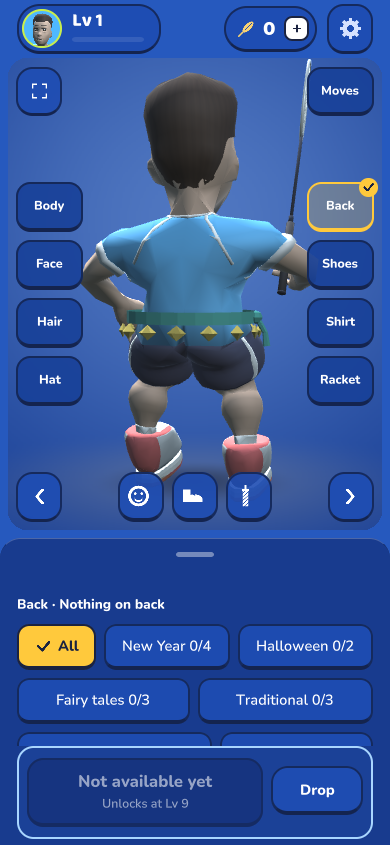 Lv 1
0
+
Moves
Body
Back
Face
Shoes
Hair
Shirt
Hat
Racket
Back · Nothing on back
All
New Year 0/4
Halloween 0/2
Fairy tales 0/3
Traditional 0/3
Not available yet
Unlocks at Lv 9
Drop